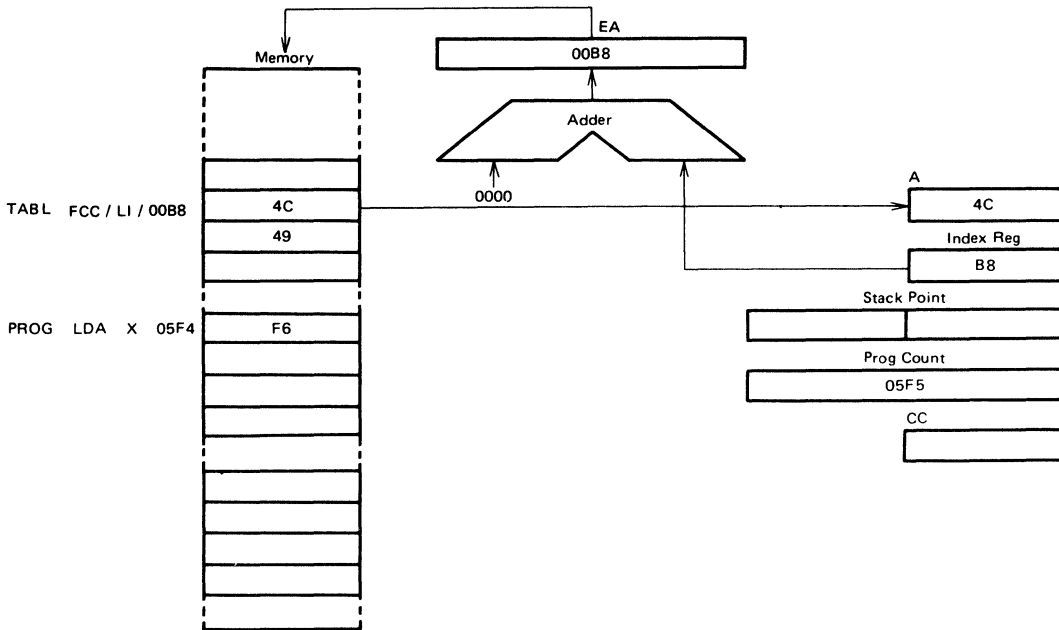 EA
00B8
Memory
Adder
0000
A
TABL FCC / LI / 00B8
4C
4C
49
Index Reg
B8
Stack Point
PROG LDA X 05F4
F6
Prog Count
05F5
CC